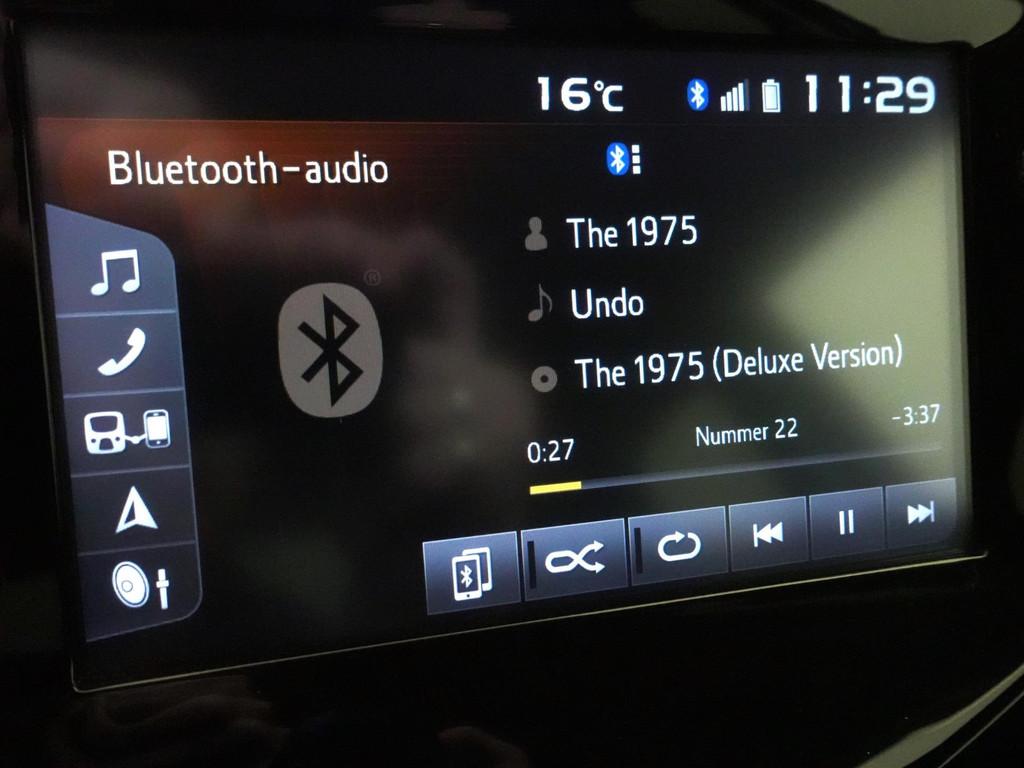 16°C 11:29
Bluetooth-audio
®
The 1975
Undo
The 1975 (Deluxe Version)
0:27 Nummer 22 -3:37